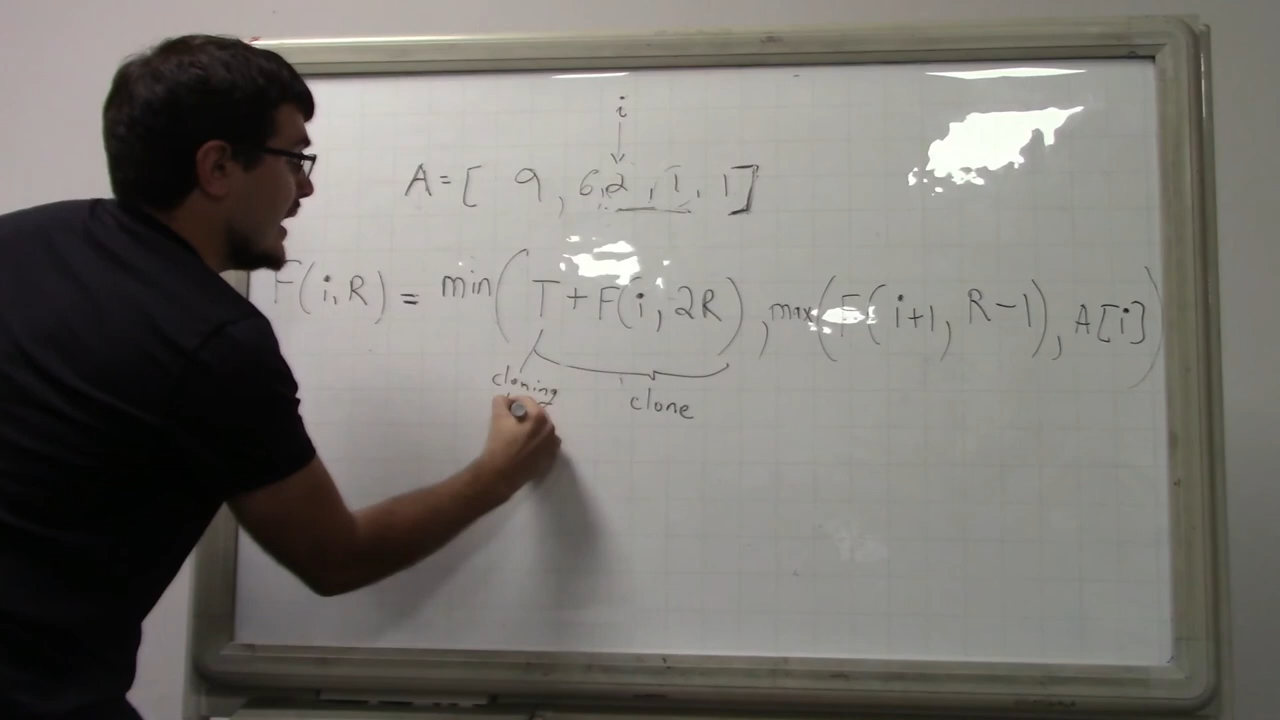 i
A = [ 9 , 6 , 2 , 1 , 1 ]
F(i, R) = min( T + F(i, 2R) , max( F(i+1, R-1) , A[i] )
cloning
clone